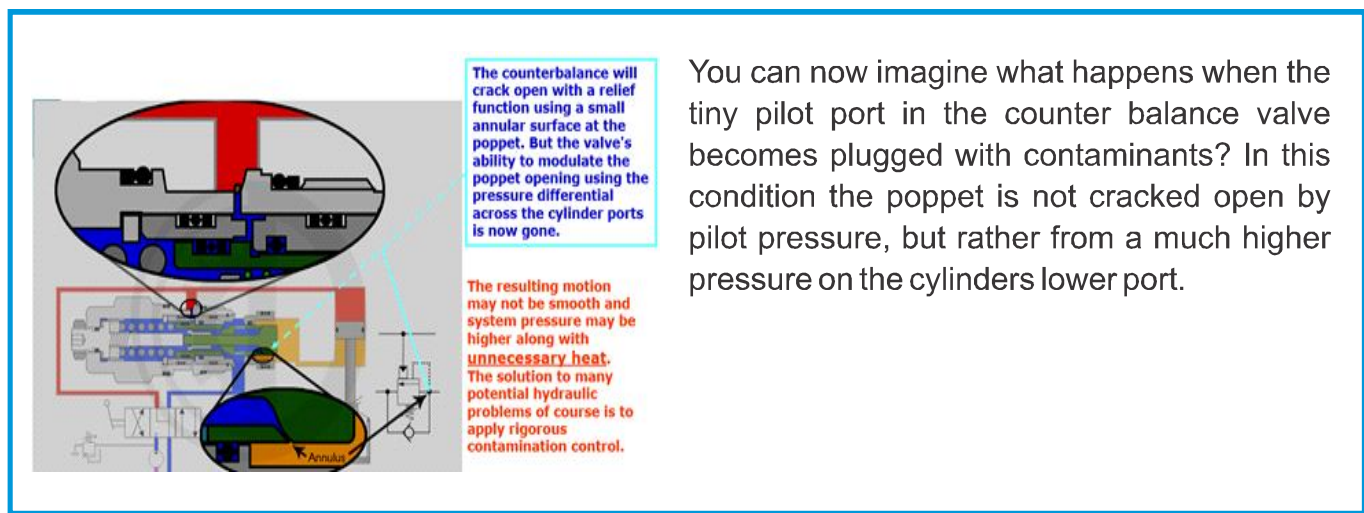 The counterbalance will
crack open with a relief
function using a small
annular surface at the
poppet. But the valve's
ability to modulate the
poppet opening using the
pressure differential
across the cylinder ports
is now gone.
The resulting motion
may not be smooth and
system pressure may be
higher along with
unnecessary heat.
The solution to many
potential hydraulic
problems of course is to
apply rigorous
contamination control.
Annulus
You can now imagine what happens when the
tiny pilot port in the counter balance valve
becomes plugged with contaminants? In this
condition the poppet is not cracked open by
pilot pressure, but rather from a much higher
pressure on the cylinders lower port.